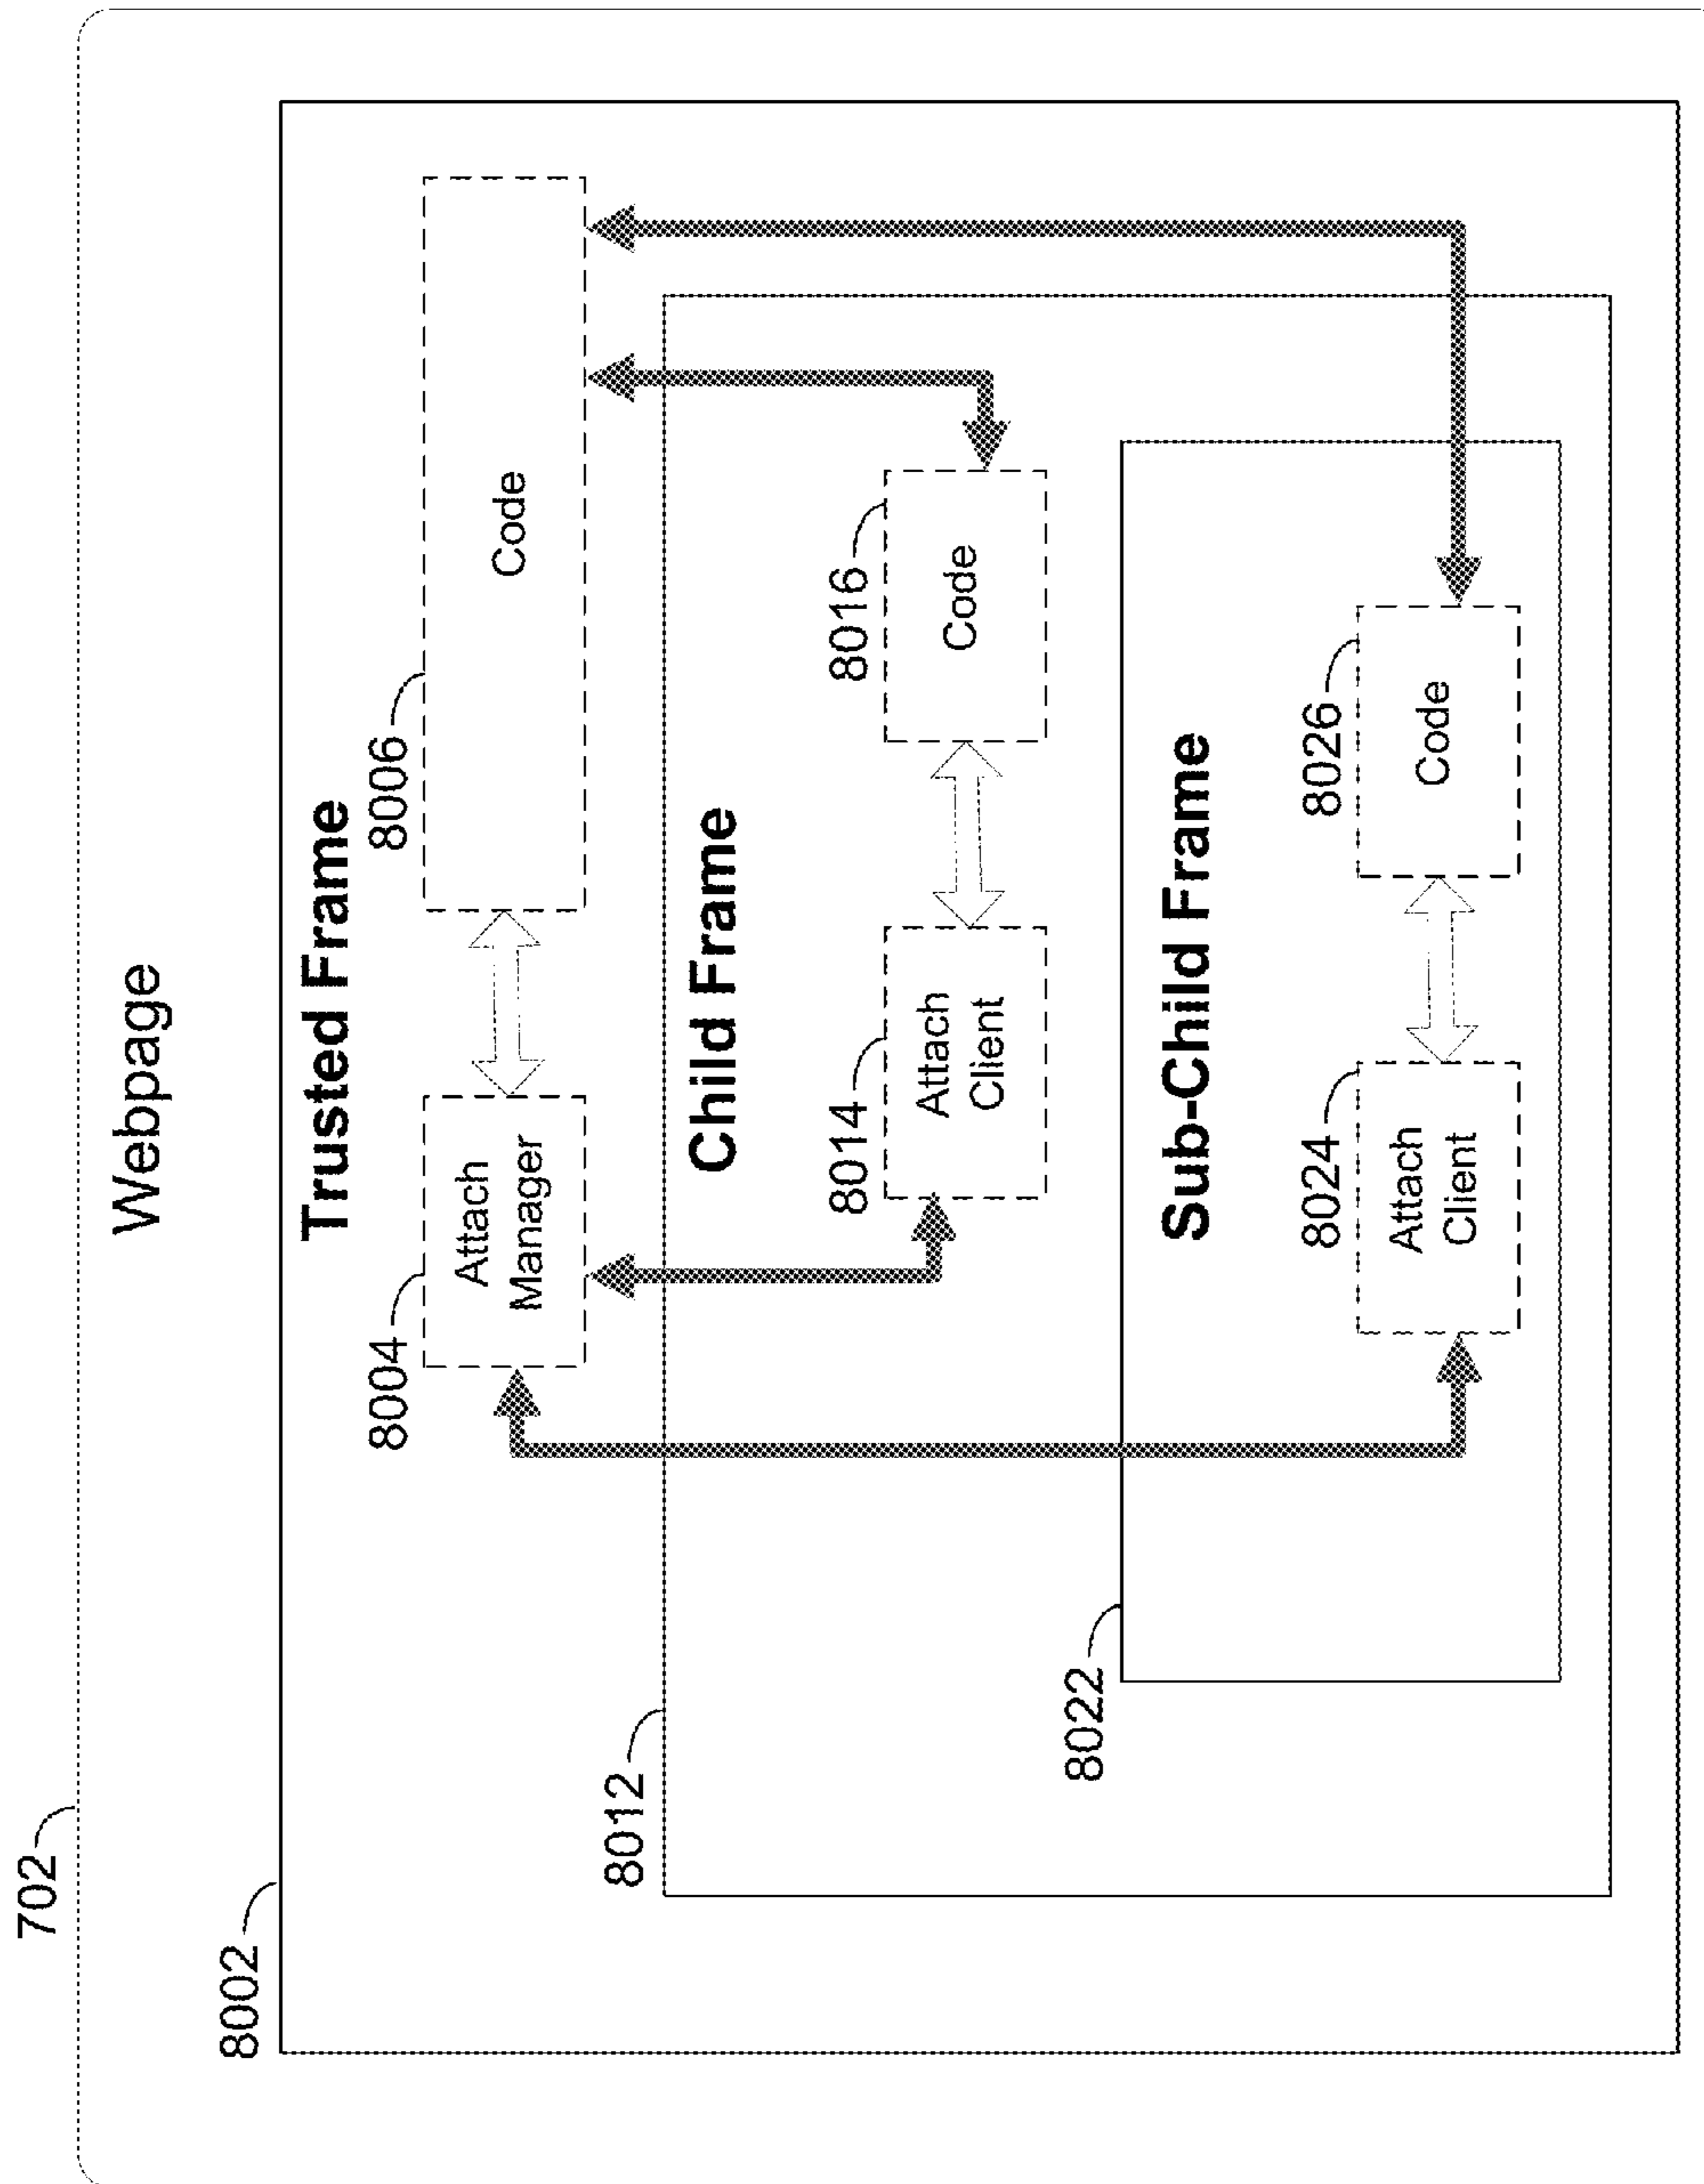 702
Webpage
8002
Trusted Frame
8004
Attach
Manager
8006
Code
8012
Child Frame
8014
Attach
Client
8016
Code
8022
Sub-Child Frame
8024
Attach
Client
8026
Code